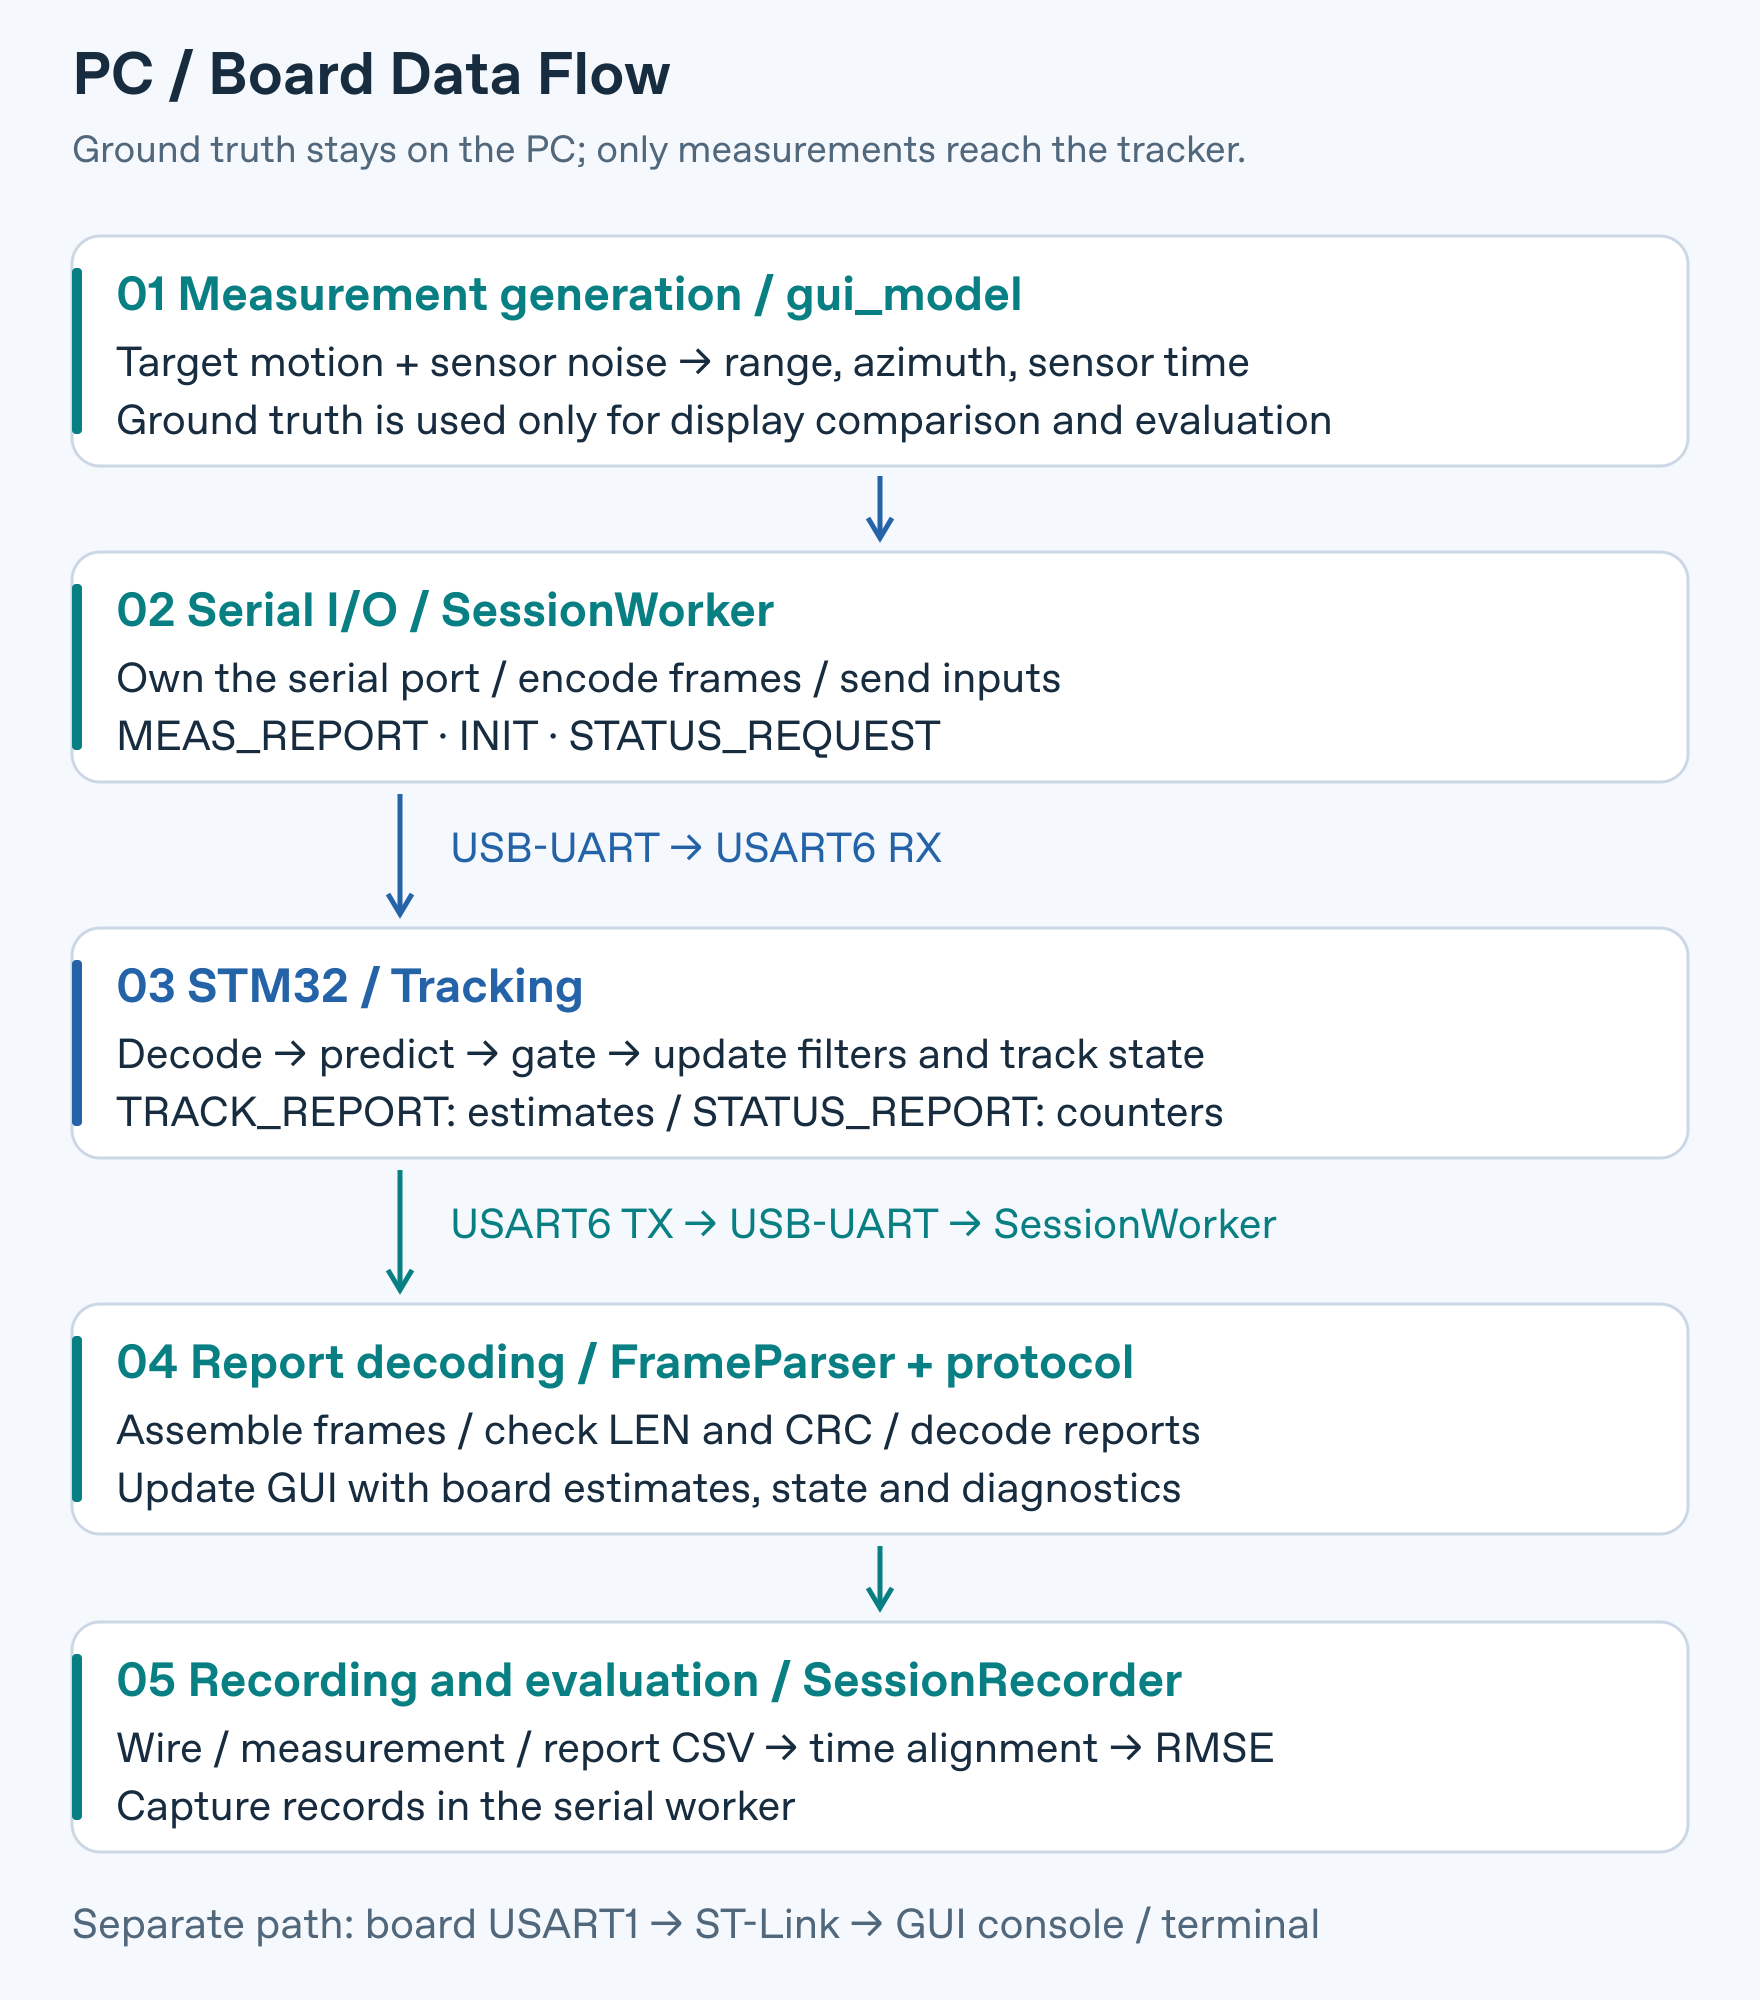 PC / Board Data Flow
Ground truth stays on the PC; only measurements reach the tracker.
01 Measurement generation / gui_model
Target motion + sensor noise → range, azimuth, sensor time
Ground truth is used only for display comparison and evaluation
02 Serial I/O / SessionWorker
Own the serial port / encode frames / send inputs
MEAS_REPORT · INIT · STATUS_REQUEST
USB-UART → USART6 RX
03 STM32 / Tracking
Decode → predict → gate → update filters and track state
TRACK_REPORT: estimates / STATUS_REPORT: counters
USART6 TX → USB-UART → SessionWorker
04 Report decoding / FrameParser + protocol
Assemble frames / check LEN and CRC / decode reports
Update GUI with board estimates, state and diagnostics
05 Recording and evaluation / SessionRecorder
Wire / measurement / report CSV → time alignment → RMSE
Capture records in the serial worker
Separate path: board USART1 → ST-Link → GUI console / terminal